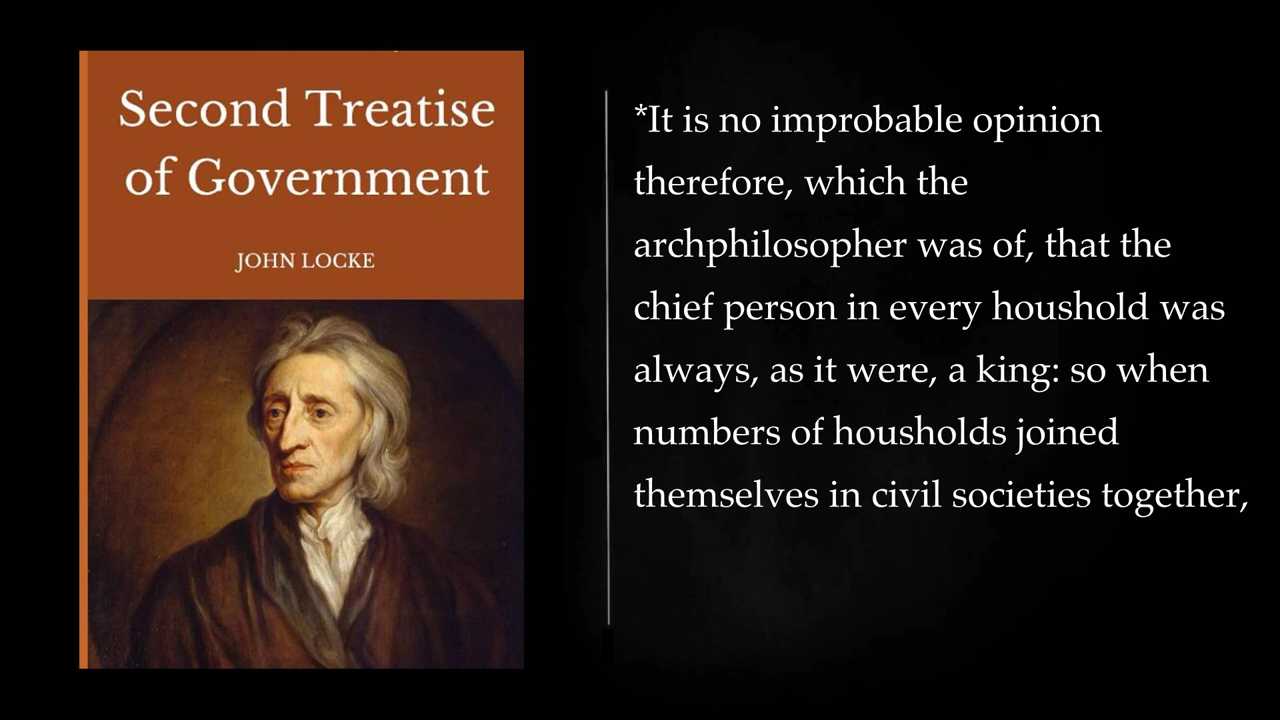 Second Treatise
of Government
JOHN LOCKE
*It is no improbable opinion
therefore, which the
archphilosopher was of, that the
chief person in every houshold was
always, as it were, a king: so when
numbers of housholds joined
themselves in civil societies together,